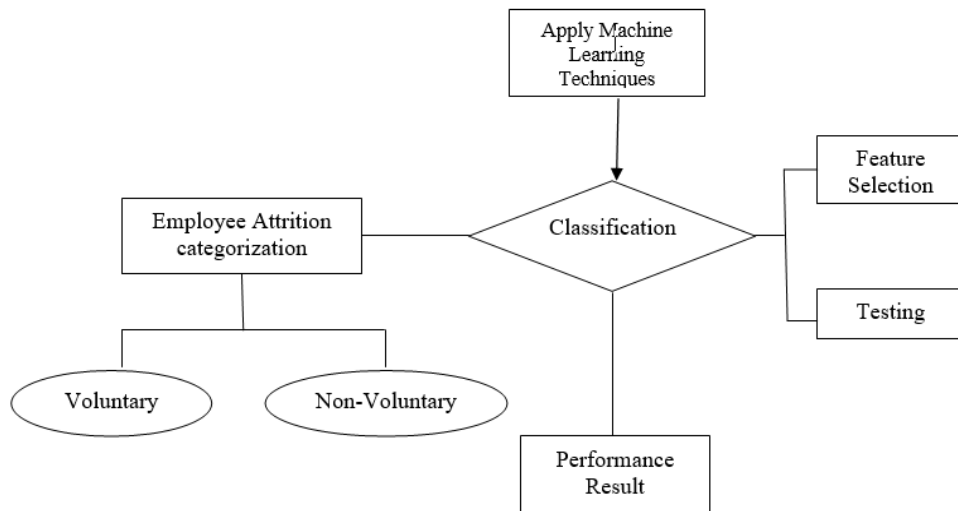 Apply Machine
Learning
Techniques
Feature
Selection
Employee Attrition
categorization
Classification
Testing
Voluntary
Non-Voluntary
Performance
Result